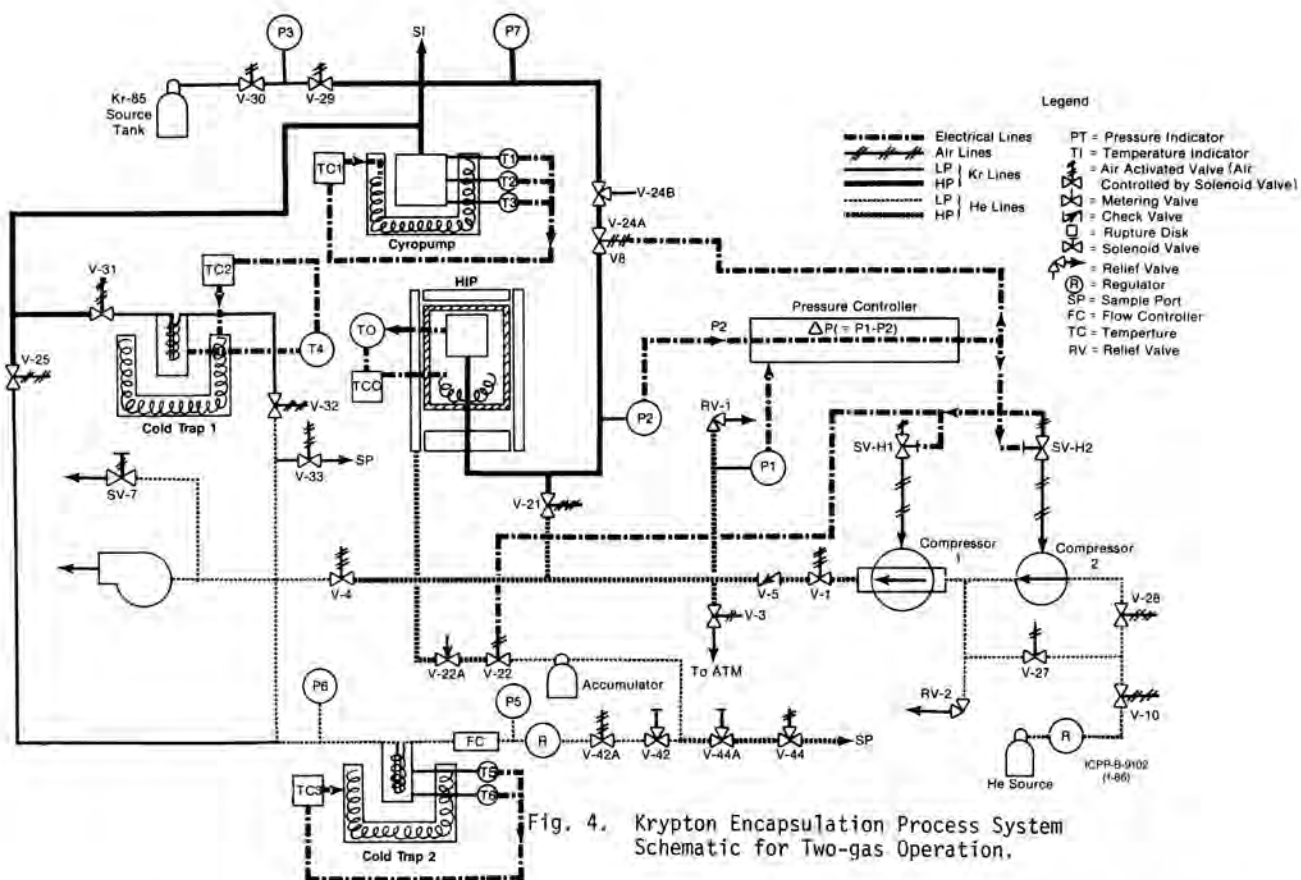 P3
SI
P7
Kr-85
Source
Tank
V-30
V-29
TC1
T1
T2
T3
Cyropump
V-24B
V-24A
V8
Legend
Electrical Lines
Air Lines
LP
HP
Kr Lines
LP
HP
He Lines
PT = Pressure Indicator
TI = Temperature Indicator
= Air Activated Valve (Air
Controlled by Solenoid Valve)
= Metering Valve
= Check Valve
= Rupture Disk
= Solenoid Valve
= Relief Valve
R = Regulator
SP = Sample Port
FC = Flow Controller
TC = Temperture
RV = Relief Valve
V-31
TC2
T4
V-25
Cold Trap 1
V-32
V-33
SP
HIP
TO
TCO
Pressure Controller
ΔP(= P1-P2)
P2
P2
RV-1
P1
SV-H1
SV-H2
SV-7
V-21
V-4
V-5
V-1
Compressor
1
Compressor
2
V-28
V-3
To ATM
V-27
V-10
RV-2
R
He Source
ICPP-B-9102
(1-86)
V-22A
V-22
Accumulator
P6
P5
FC
R
V-42A
V-42
V-44A
V-44
SP
TC3
T5
T6
Cold Trap 2
Fig. 4. Krypton Encapsulation Process System
Schematic for Two-gas Operation.